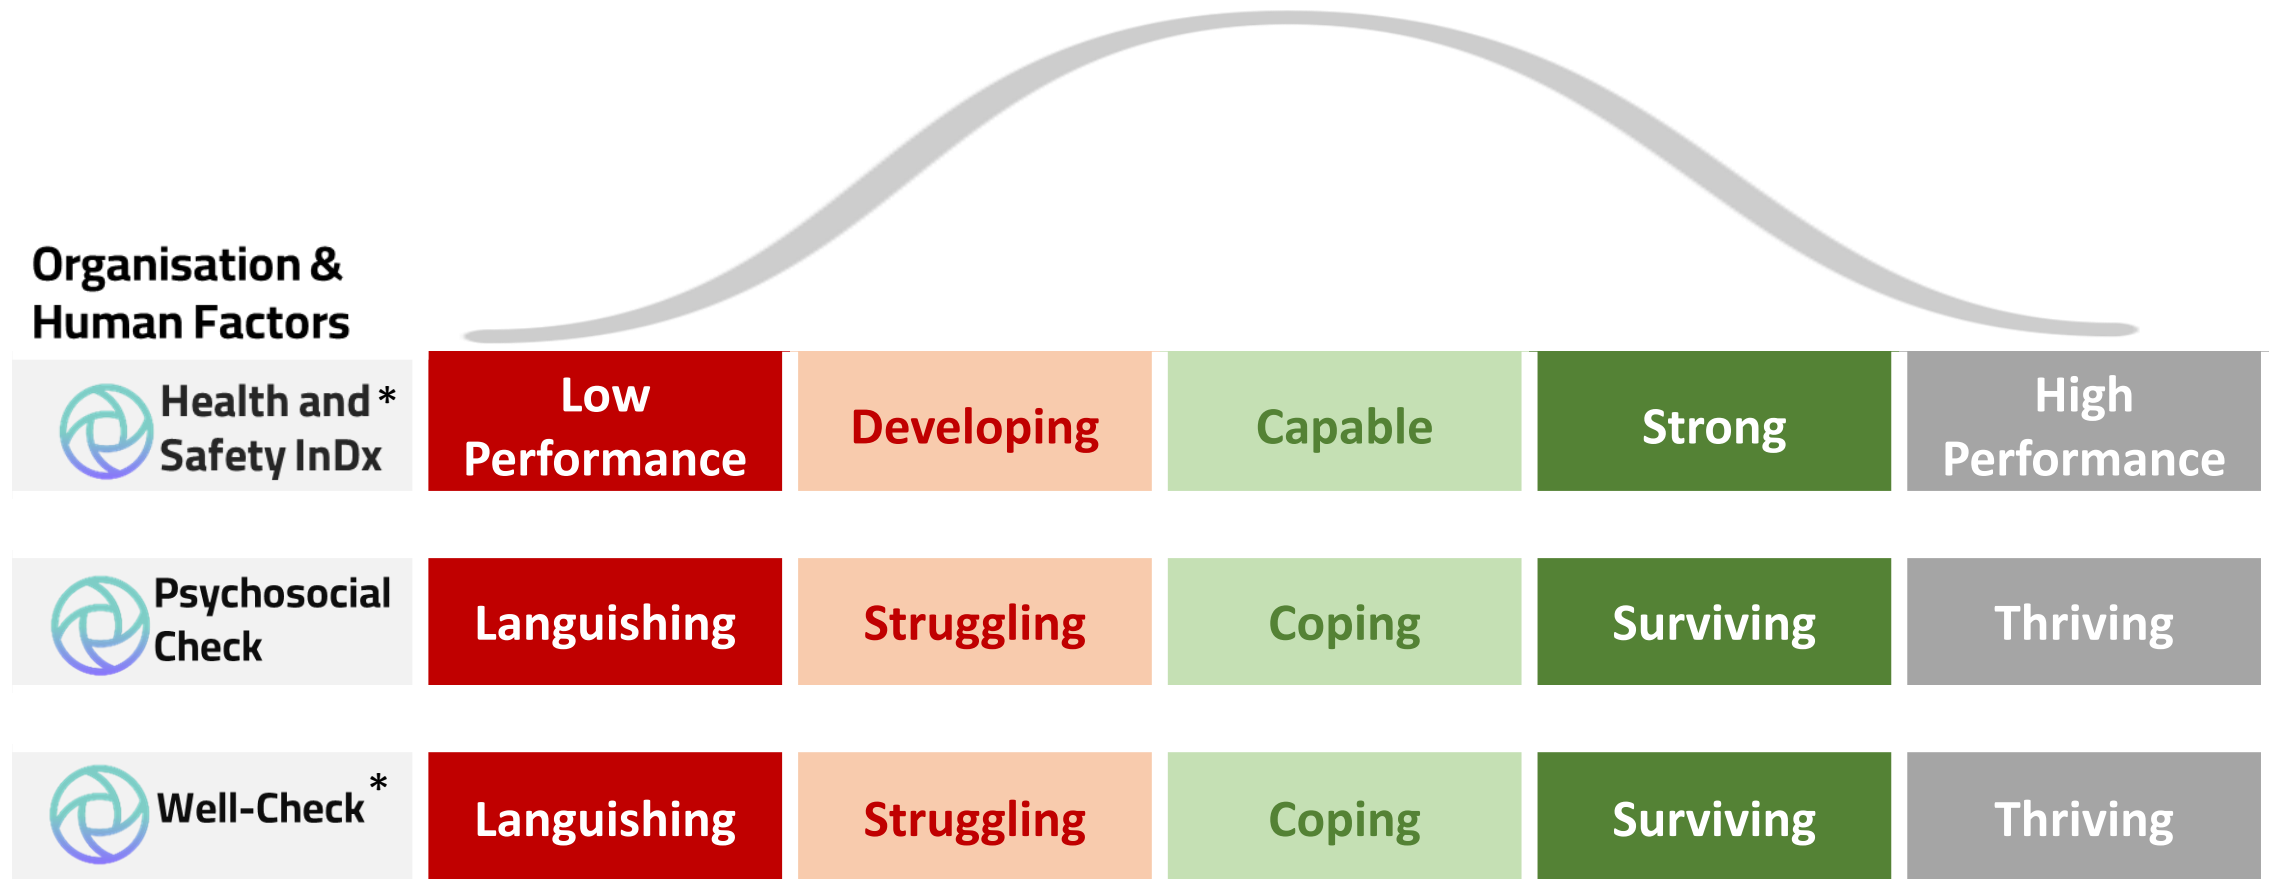 Organisation &
Human Factors
Health and *
Safety InDx
Low
Performance
Developing
Capable
Strong
High
Performance
Psychosocial
Check
Languishing
Struggling
Coping
Surviving
Thriving
Well-Check *
Languishing
Struggling
Coping
Surviving
Thriving